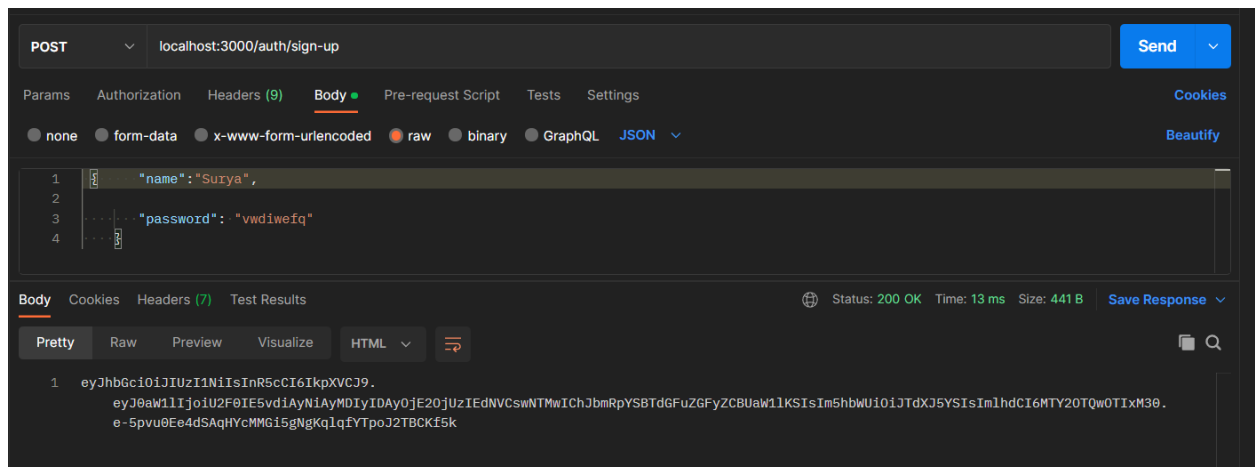 POST localhost:3000/auth/sign-up Send
Params Authorization Headers (9) Body Pre-request Script Tests Settings Cookies
none form-data x-www-form-urlencoded raw binary GraphQL JSON Beautify
1 { "name":"Surya",
2
3 "password": "vwdiwefq"
4 }
Body Cookies Headers (7) Test Results Status: 200 OK Time: 13 ms Size: 441 B Save Response
Pretty Raw Preview Visualize HTML
1 eyJhbGciOiJIUzI1NiIsInR5cCI6IkpXVCJ9.
eyJ0aW1lIjoiU2F0IE5vdiAyNiAyMDIyIDAyOjE2OjUzIEdNVCswNTMwIChJbmRpYSBTdGFuZGFyZCBUaW1lKSIsIm5hbWUiOiJTdXJ5YSIsImlhdCI6MTY2OTQwOTIxM30.
e-5pvu0Ee4dSAqHYcMMGi5gNgKqlqfYTpoJ2TBCKf5k